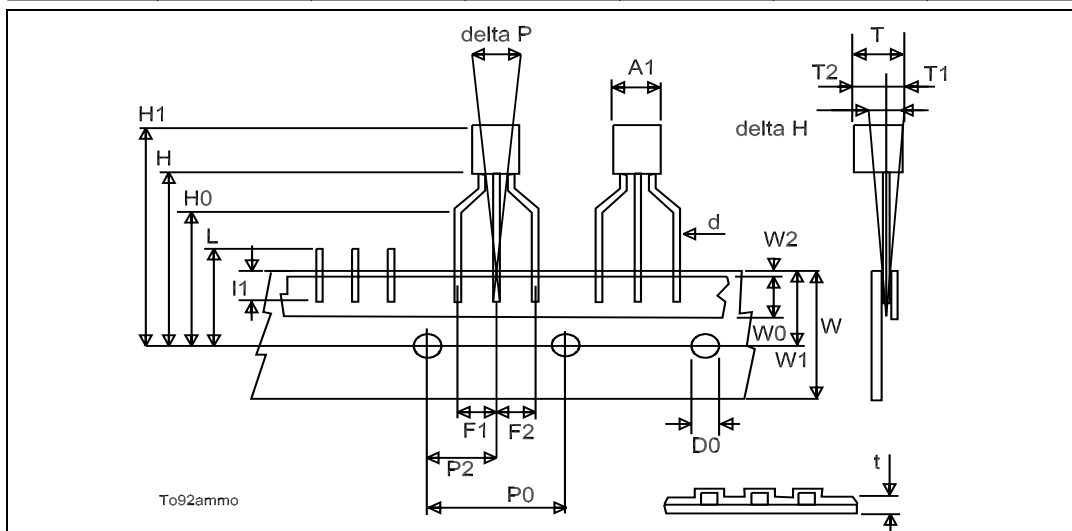 delta P
T
A1
T2
T1
H1
delta H
H
H0
d
L
W2
I1
W0
W
W1
F1
F2
D0
P2
t
P0
To92ammo